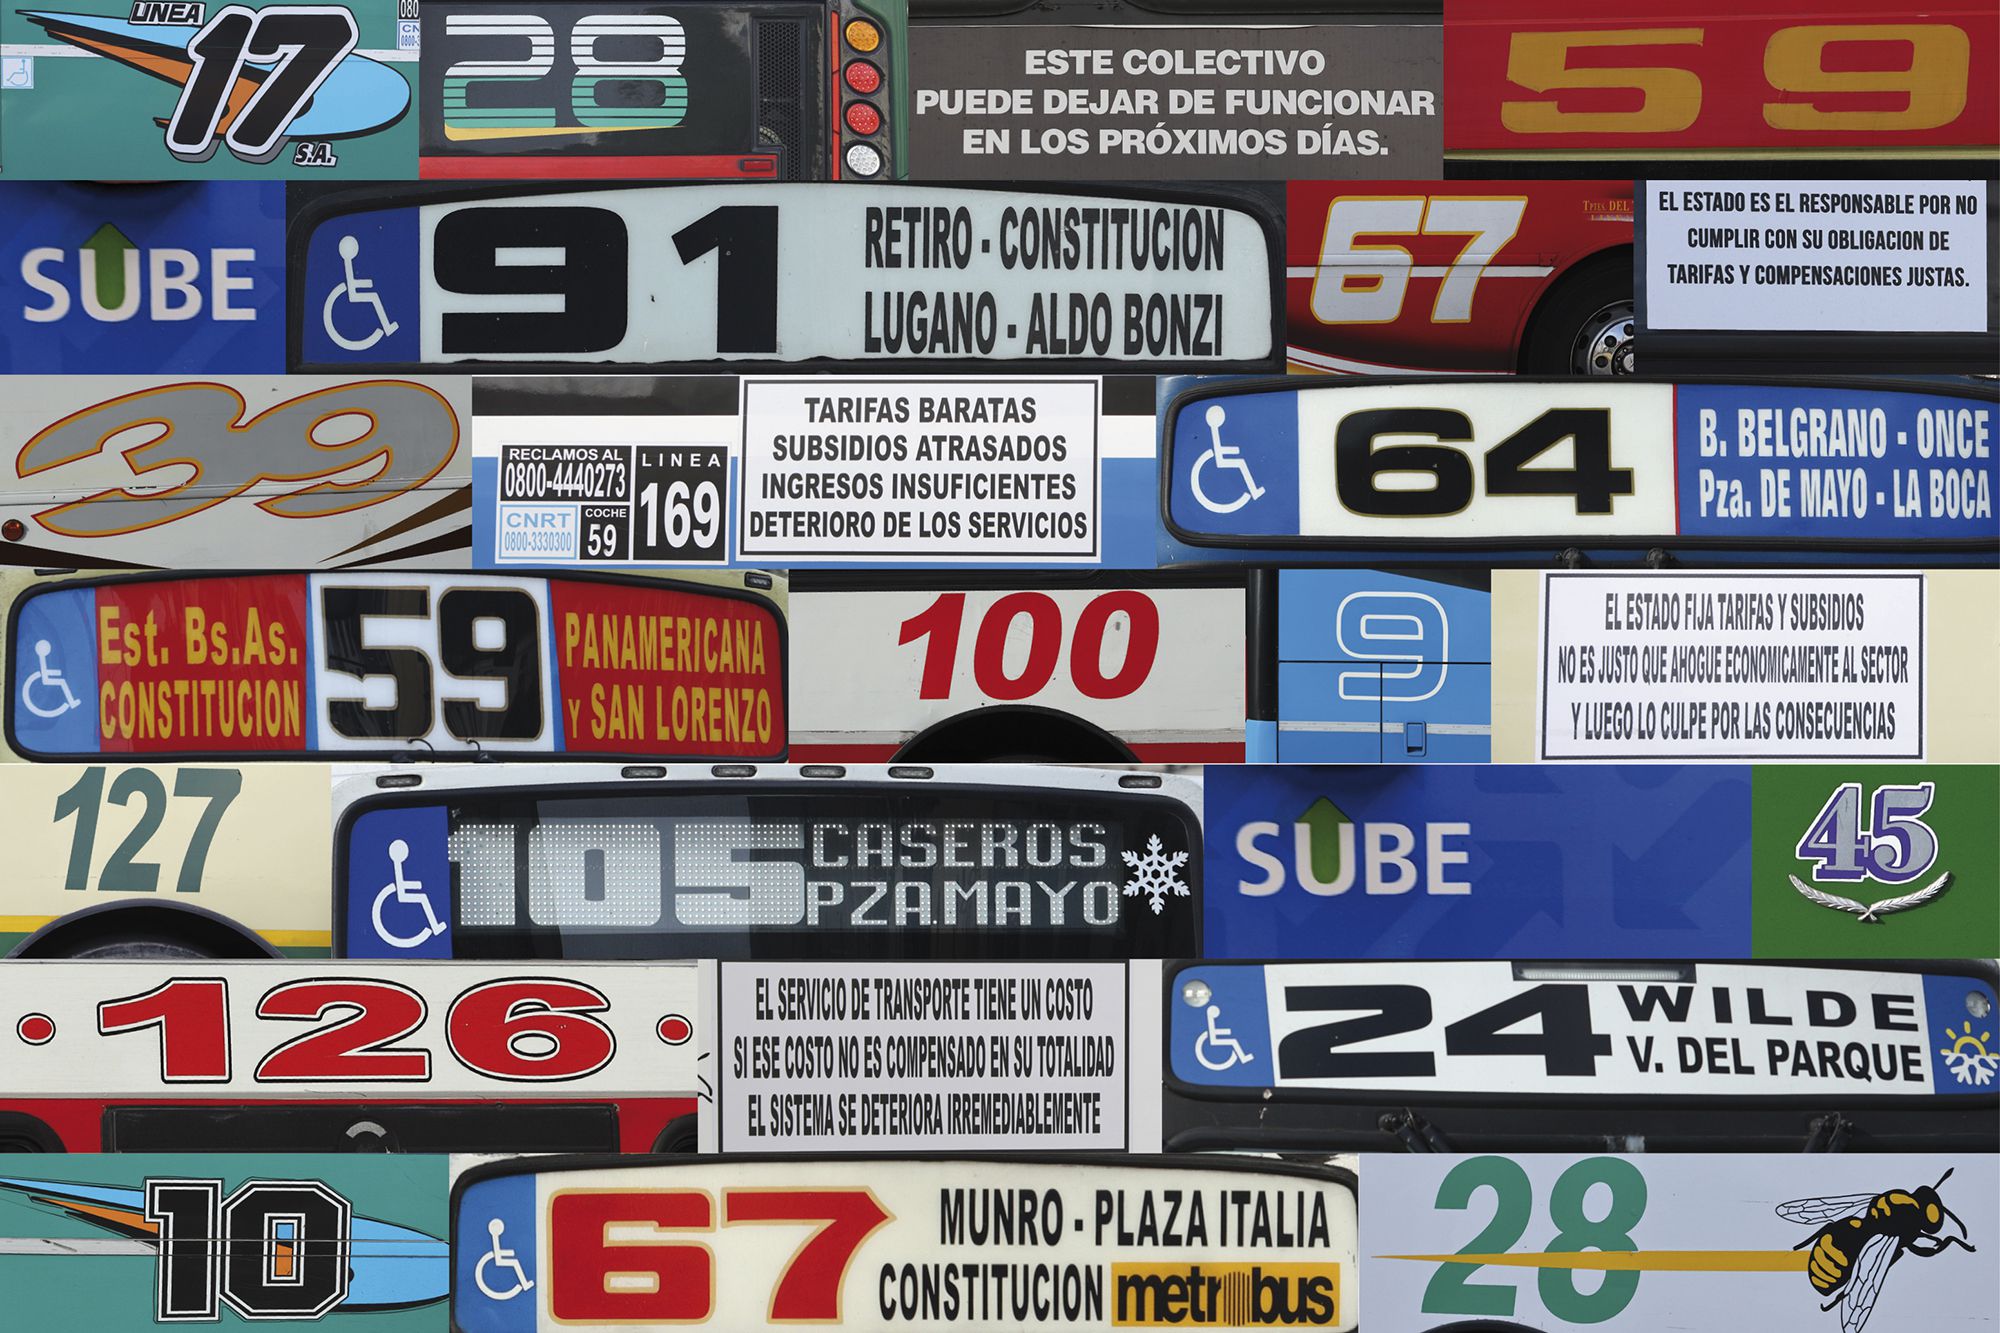 LINEA
17
S.A.
080
CN
0800-
28
ESTE COLECTIVO
PUEDE DEJAR DE FUNCIONAR
EN LOS PRÓXIMOS DÍAS.
59
SUBE
91
RETIRO - CONSTITUCION
LUGANO - ALDO BONZI
67
DEL
EL ESTADO ES EL RESPONSABLE POR NO
CUMPLIR CON SU OBLIGACION DE
TARIFAS Y COMPENSACIONES JUSTAS.
39
RECLAMOS AL
0800-4440273
CNRT
0800-3330300
COCHE
59
LINEA
169
TARIFAS BARATAS
SUBSIDIOS ATRASADOS
INGRESOS INSUFICIENTES
DETERIORO DE LOS SERVICIOS
64
B. BELGRANO - ONCE
Pza. DE MAYO - LA BOCA
Est. Bs.As.
CONSTITUCION
59
PANAMERICANA
Y SAN LORENZO
100
9
EL ESTADO FIJA TARIFAS Y SUBSIDIOS
NO ES JUSTO QUE AHOGUE ECONOMICAMENTE AL SECTOR
Y LUEGO LO CULPE POR LAS CONSECUENCIAS
127
105
CASEROS
PZA.MAYO
SUBE
45
126
EL SERVICIO DE TRANSPORTE TIENE UN COSTO
SI ESE COSTO NO ES COMPENSADO EN SU TOTALIDAD
EL SISTEMA SE DETERIORA IRREMEDIABLEMENTE
24
WILDE
V. DEL PARQUE
10
67
MUNRO - PLAZA ITALIA
CONSTITUCION metrobus
28